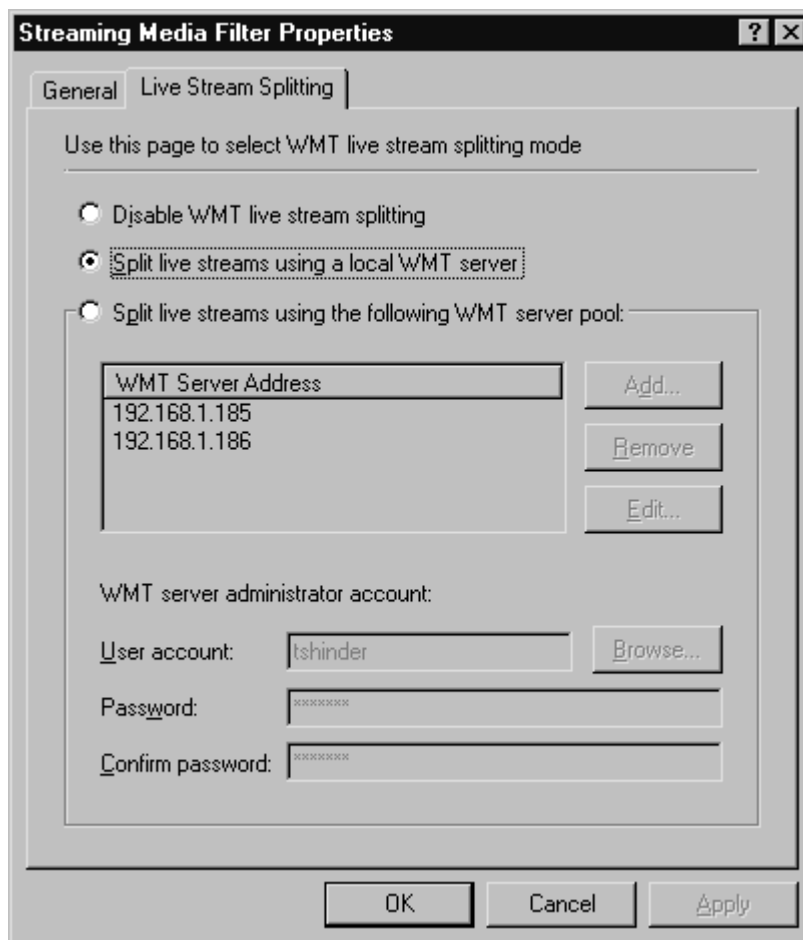 Streaming Media Filter Properties
General
Live Stream Splitting
Use this page to select WMT live stream splitting mode
Disable WMT live stream splitting
Split live streams using a local WMT server
Split live streams using the following WMT server pool:
WMT Server Address
192.168.1.185
192.168.1.186
Add...
Remove
Edit...
WMT server administrator account:
User account:
tshinder
Browse...
Password:
*******
Confirm password:
*******
OK
Cancel
Apply